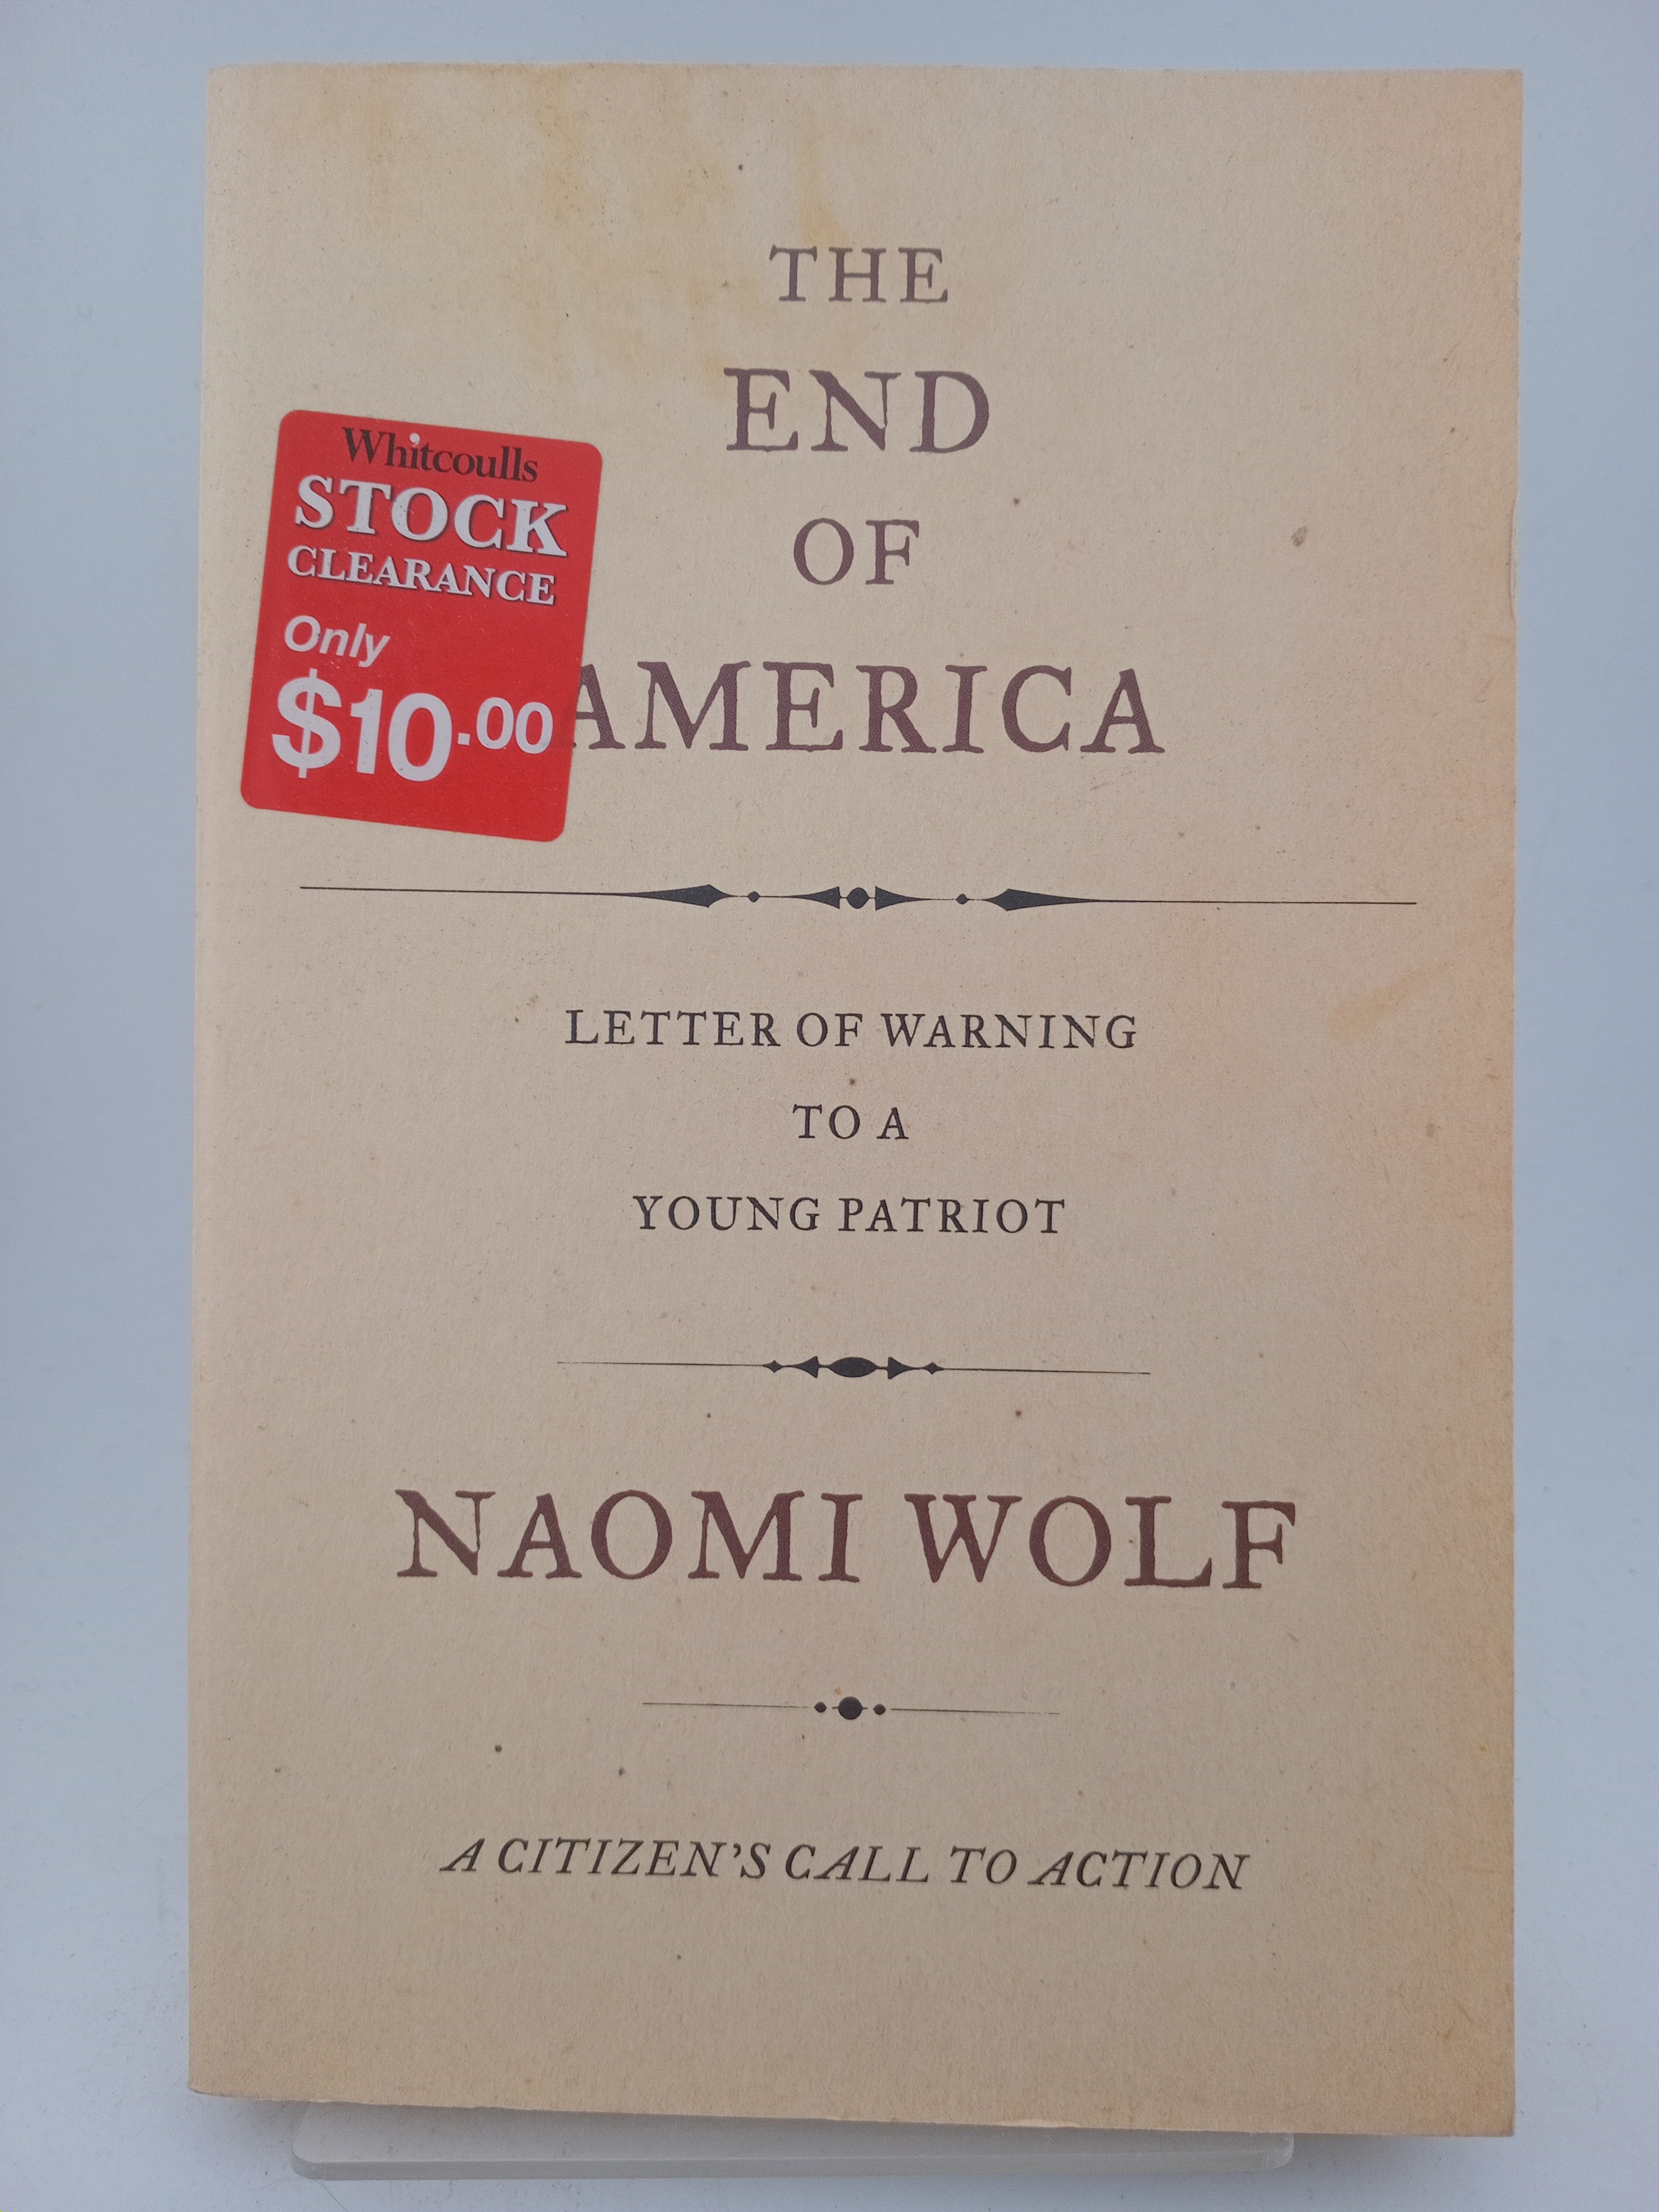 THE
END
OF
AMERICA
Whitcoulls
STOCK
CLEARANCE
Only
$10.00
LETTER OF WARNING
TO A
YOUNG PATRIOT
NAOMI WOLF
A CITIZEN'S CALL TO ACTION